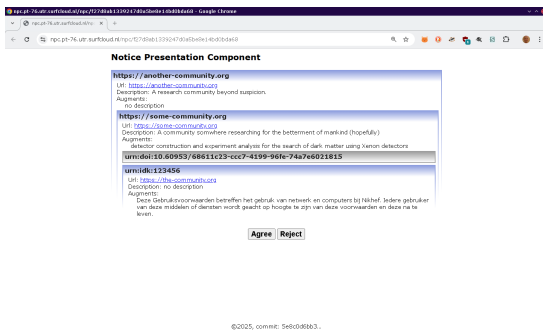 npc.pt-76.utr.surfcloud.nl/npc/f27d8ab1339247d0a5be8e14bd0bda68 - Google Chrome
npc.pt-76.utr.surfcloud.nl/npc
npc.pt-76.utr.surfcloud.nl/npc/f27d8ab1339247d0a5be8e14bd0bda68
Notice Presentation Component
https://another-community.org
Url: https://another-community.org
Description: A research community beyond suspicion.
Augments:
no description
https://some-community.org
Url: https://some-community.org
Description: A community somwhere researching for the betterment of mankind (hopefully)
Augments:
detector construction and experiment analysis for the search of dark matter using Xenon detectors
urn:doi:10.60953/68611c23-ccc7-4199-96fe-74a7e6021815
urn:idk:123456
Url: https://the-community.org
Description: no description
Augments:
Deze Gebruiksvoorwaarden betreffen het gebruik van netwerk en computers bij Nikhef. Iedere gebruiker
van deze middelen of diensten wordt geacht op hoogte te zijn van deze voorwaarden en deze na te
leven.
Agree Reject
©2025, commit: 5e8c0d6bb3...